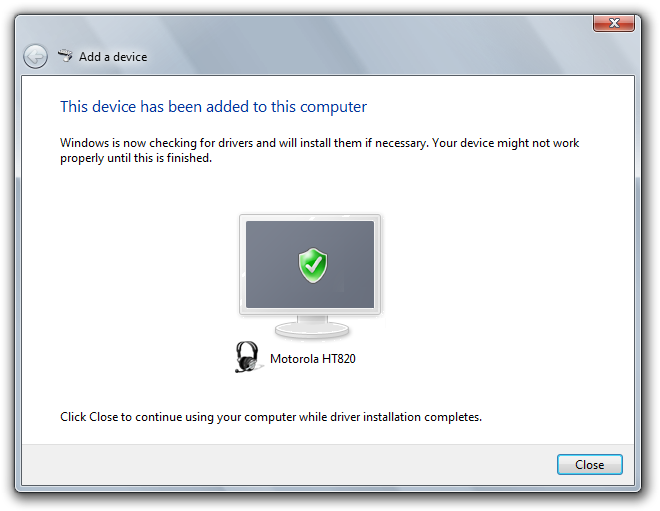 Add a device
This device has been added to this computer
Windows is now checking for drivers and will install them if necessary. Your device might not work
properly until this is finished.
Motorola HT820
Click Close to continue using your computer while driver installation completes.
Close